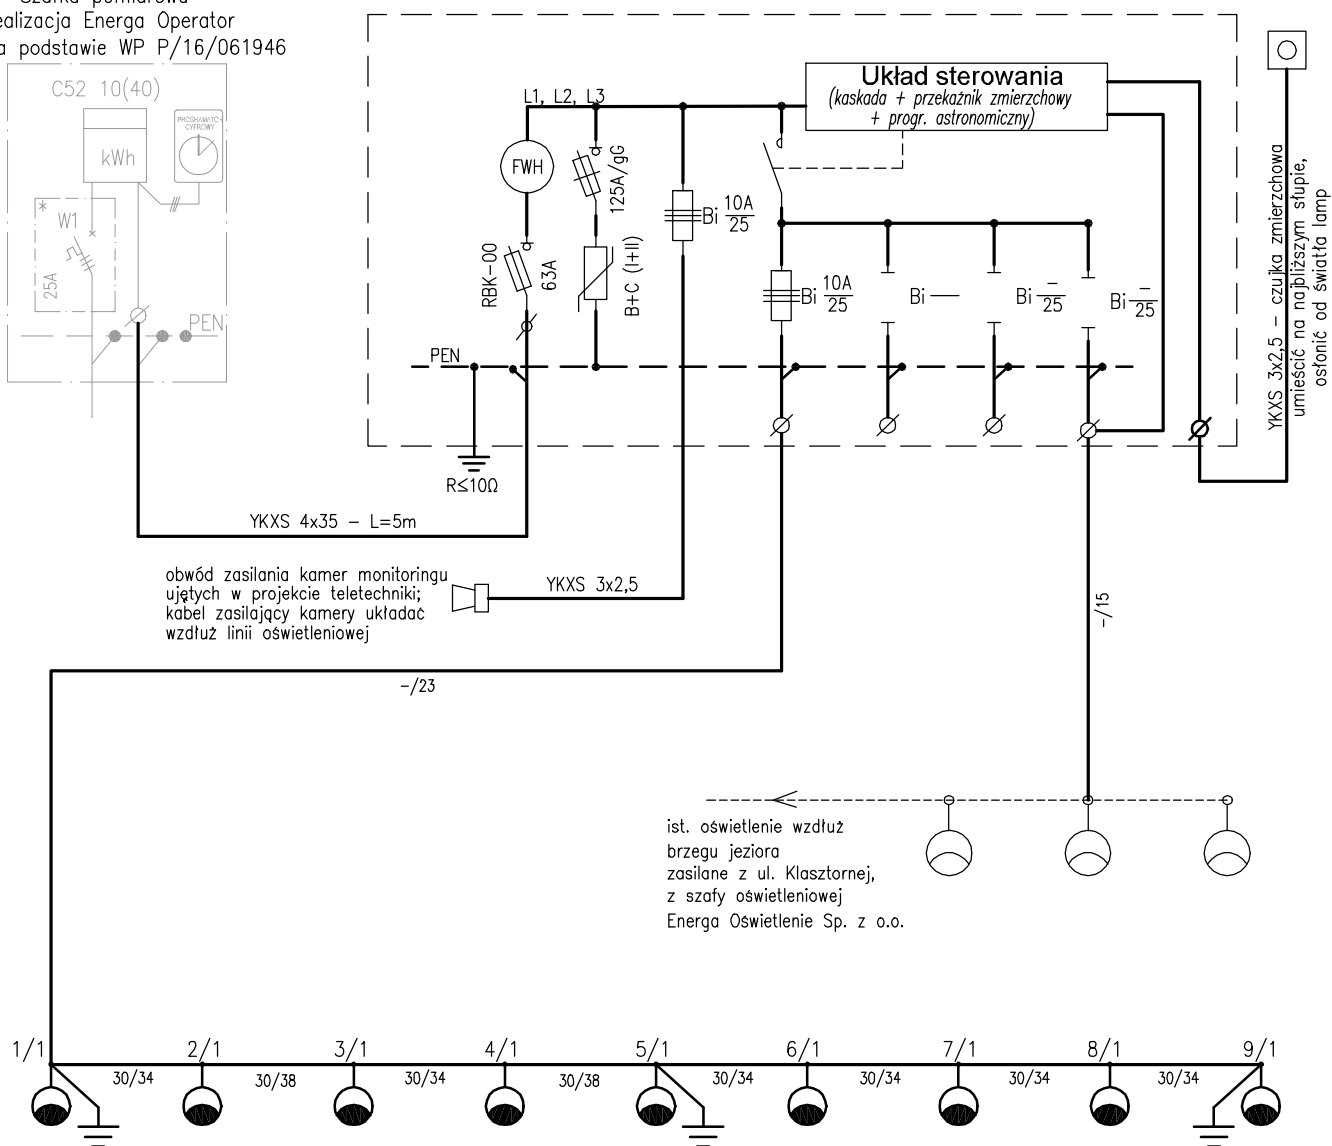 Szafka pomiarowa
ealizacja Energa Operator
a podstawie WP P/16/061946
C52 10(40)
kWh
CYFROWY
*
W1
25A
PEN
L1, L2, L3
FWH
RBK-00
63A
125A/gG
B+C (I+II)
Bi 10A
25
Układ sterowania
(kaskada + przekaźnik zmierzchowy
+ progr. astronomiczny)
Bi 10A
25
Bi —
Bi -
25
Bi -
25
PEN
R≤10Ω
YKXS 3x2,5 - czujka zmierzchowa
umieścić na najbliższym słupie,
osłonić od światła lamp
YKXS 4x35 - L=5m
obwód zasilania kamer monitoringu
ujętych w projekcie teletechniki;
kabel zasilający kamery układać
wzdłuż linii oświetleniowej
YKXS 3x2,5
-/15
-/23
ist. oświetlenie wzdłuż
brzegu jeziora
zasilane z ul. Klasztornej,
z szafy oświetleniowej
Energa Oświetlenie Sp. z o.o.
1/1 2/1 3/1 4/1 5/1 6/1 7/1 8/1 9/1
30/34 30/38 30/34 30/38 30/34 30/34 30/34 30/34